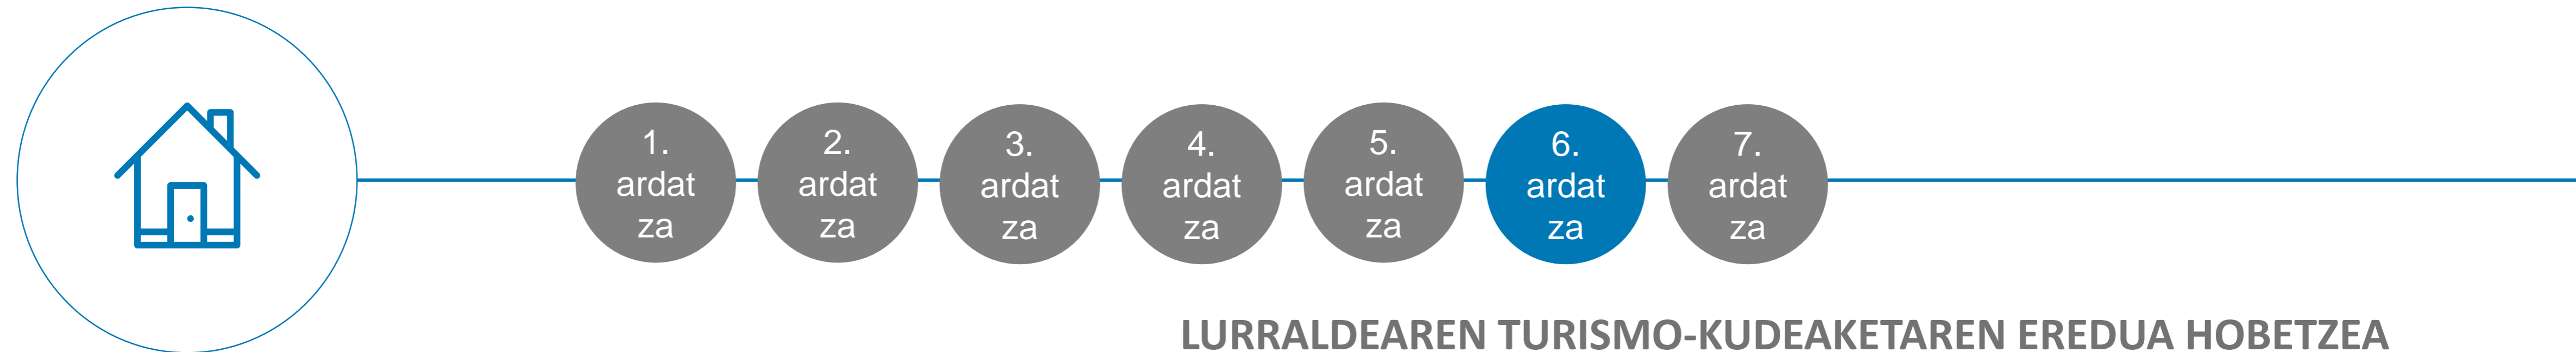 1.
ardat
za
2.
ardat
za
3.
ardat
za
4.
ardat
za
5.
ardat
za
6.
ardat
za
7.
ardat
za
LURRALDEAREN TURISMO-KUDEAKETAREN EREDUA HOBETZEA